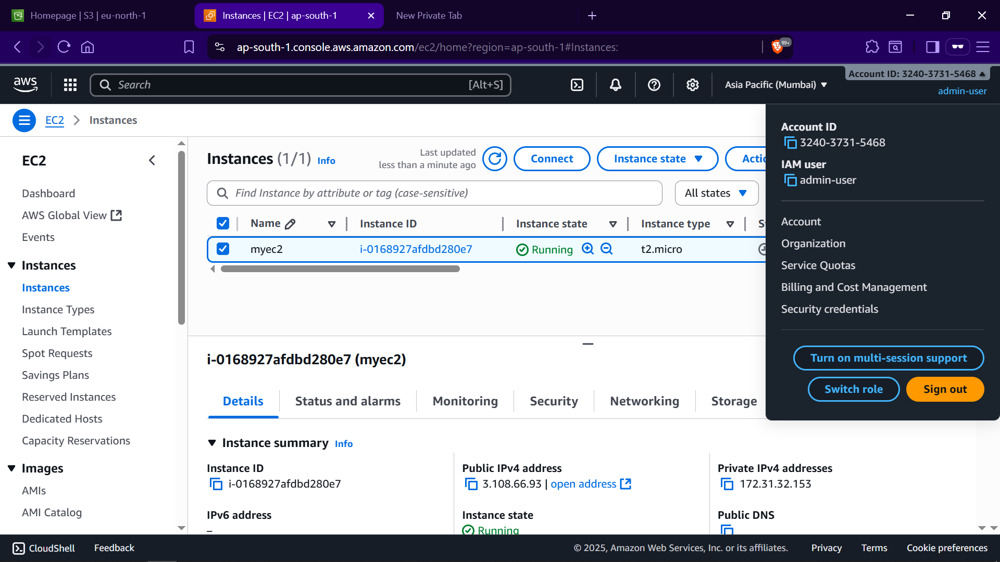 Homepage | S3 | eu-north-1
Instances | EC2 | ap-south-1
New Private Tab
ap-south-1.console.aws.amazon.com/ec2/home?region=ap-south-1#Instances:
99+
aws
Search
[Alt+S]
Asia Pacific (Mumbai)
Account ID: 3240-3731-5468
admin-user
EC2
Instances
Account ID
3240-3731-5468
IAM user
admin-user
Account
Organization
Service Quotas
Billing and Cost Management
Security credentials
Turn on multi-session support
Switch role
Sign out
EC2
Dashboard
AWS Global View
Events
Instances
Instances
Instance Types
Launch Templates
Spot Requests
Savings Plans
Reserved Instances
Dedicated Hosts
Capacity Reservations
Images
AMIs
AMI Catalog
Instances (1/1) Info
Last updated
less than a minute ago
Connect
Instance state
Find Instance by attribute or tag (case-sensitive)
All states
Name
Instance ID
Instance state
Instance type
myec2
i-0168927afdbd280e7
Running
t2.micro
i-0168927afdbd280e7 (myec2)
Details
Status and alarms
Monitoring
Security
Networking
Storage
Instance summary Info
Instance ID
i-0168927afdbd280e7
Public IPv4 address
3.108.66.93 | open address
Private IPv4 addresses
172.31.32.153
IPv6 address
–
Instance state
Running
Public DNS
CloudShell
Feedback
© 2025, Amazon Web Services, Inc. or its affiliates.
Privacy
Terms
Cookie preferences